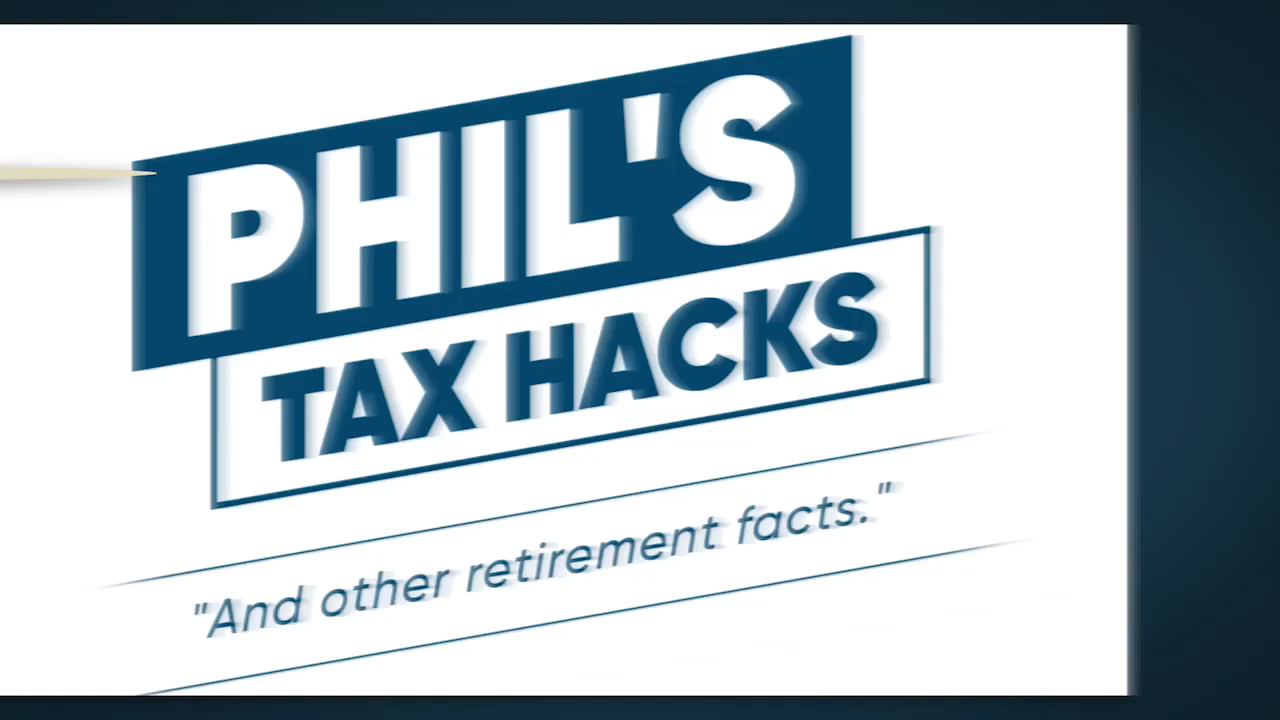 PHIL'S
TAX HACKS
"And other retirement facts."